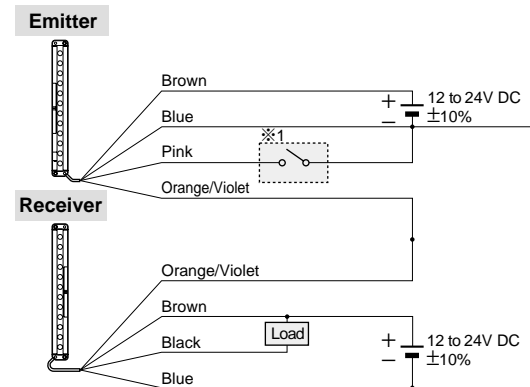 Emitter
Brown
+ 12 to 24V DC
Blue
− ±10%
※1
Pink
Orange/Violet
Receiver
Orange/Violet
Brown
Load
+ 12 to 24V DC
Black
− ±10%
Blue